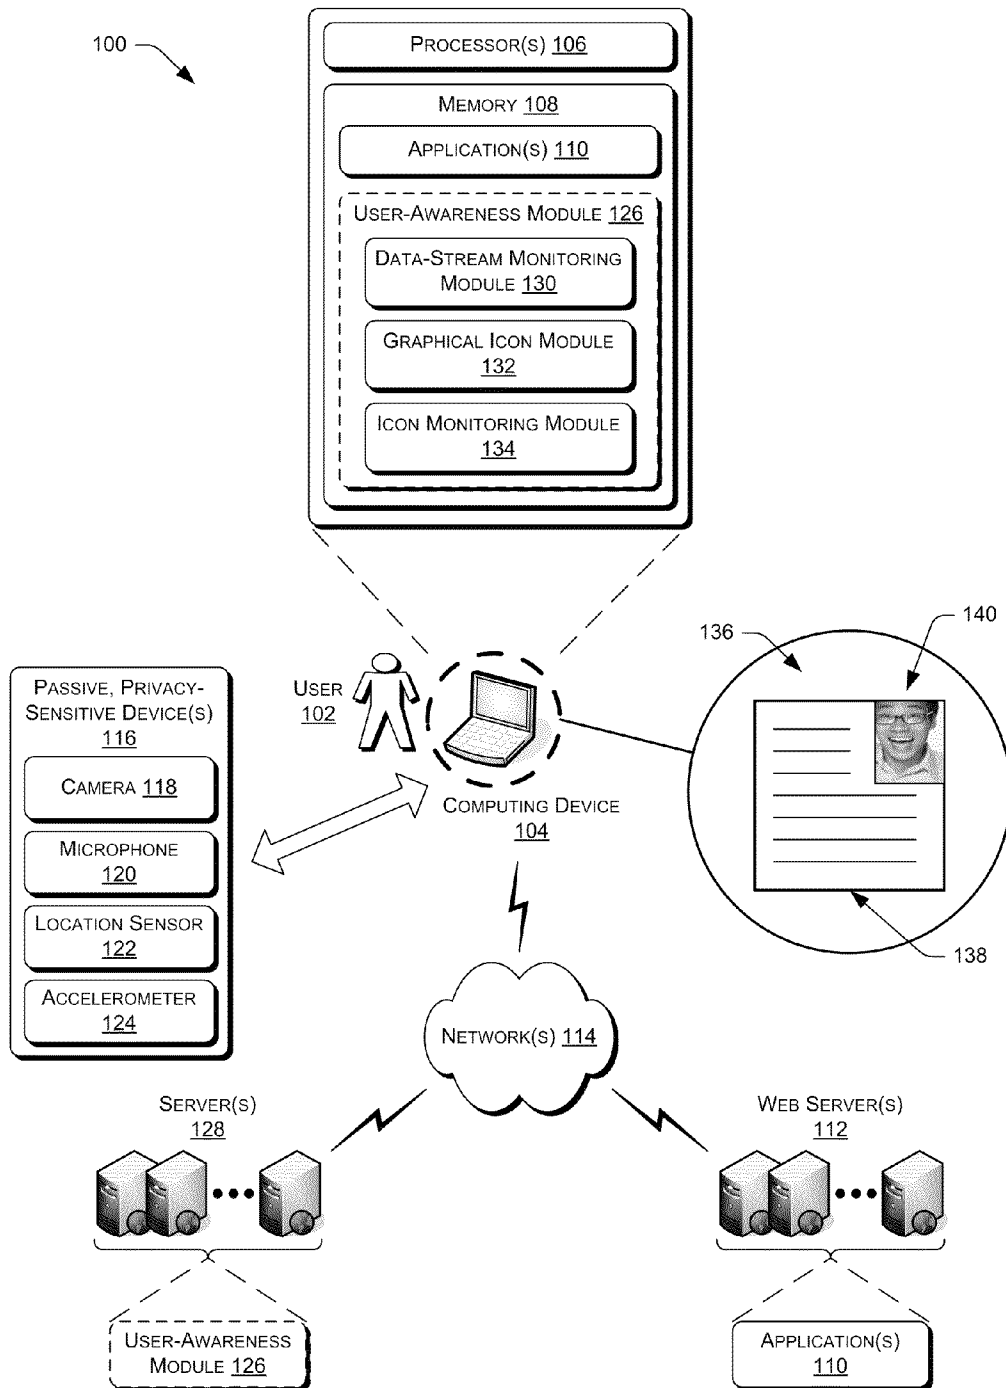 100
PROCESSOR(S) 106
MEMORY 108
APPLICATION(S) 110
USER-AWARENESS MODULE 126
DATA-STREAM MONITORING
MODULE 130
GRAPHICAL ICON MODULE
132
ICON MONITORING MODULE
134
PASSIVE, PRIVACY-
SENSITIVE DEVICE(S)
116
CAMERA 118
MICROPHONE
120
LOCATION SENSOR
122
ACCELEROMETER
124
USER
102
COMPUTING DEVICE
104
136
140
138
NETWORK(S) 114
SERVER(S)
128
WEB SERVER(S)
112
USER-AWARENESS
MODULE 126
APPLICATION(S)
110